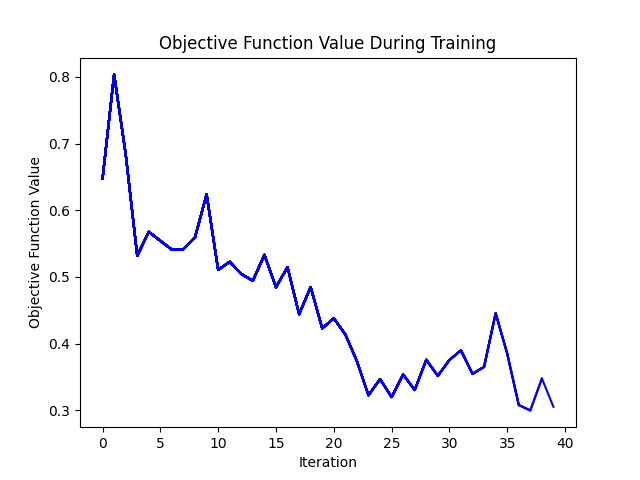 Objective Function Value During Training
0.8
0.7
0.6
0.5
0.4
0.3
Objective Function Value
0 5 10 15 20 25 30 35 40
Iteration